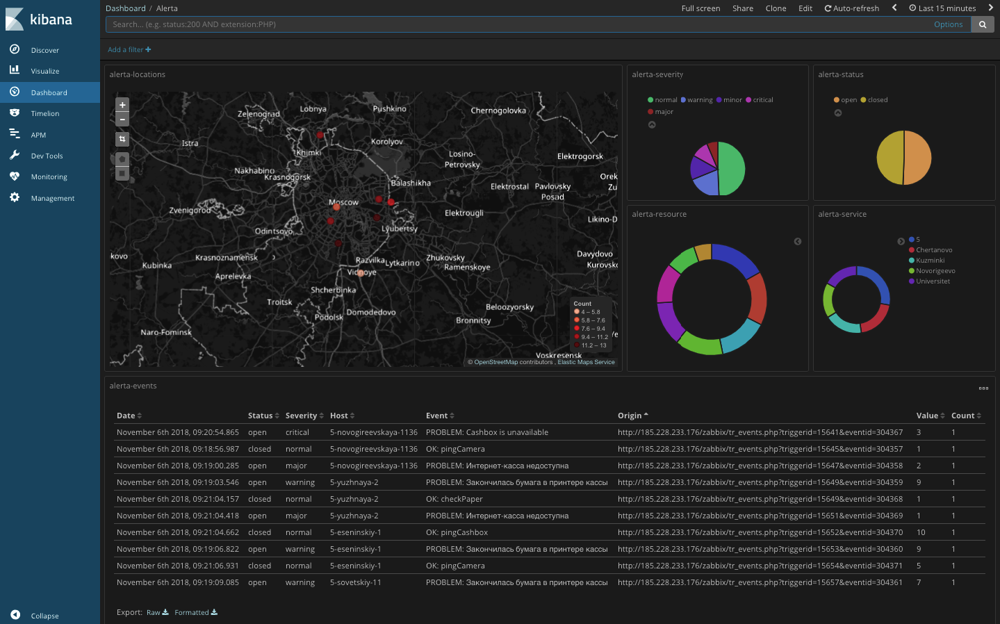 kibana
Discover
Visualize
Dashboard
Timelion
APM
Dev Tools
Monitoring
Management
Collapse
Dashboard / Alerta
Full screen Share Clone Edit Auto-refresh Last 15 minutes
Search... (e.g. status:200 AND extension:PHP) Options
Add a filter +
alerta-locations
+
−
Lobnya
Pushkino
Chernogolovka
Zelenograd
Istra
Korolyov
Khimki
Losino-
Petrovsky
Elektrogorsk
Nakhabino
Krasnogorsk
Balashikha
Orek
Zu
Elektrostal
Pavlovsky
Posad
Moscow
Zvenigorod
Elektrougli
Likino-D
Odintsovo
Lyubertsy
kovo
Kubinka
Krasnoznamensk
Razvilka
Lytkarino
Zhukovsky
Ramenskoye
Davydovo
Kurovsko
Vidnoye
Aprelevka
Shcherbinka
Troitsk
Podolsk
Domodedovo
Beloozyorsky
Bronnitsy
Naro-Fominsk
Voskresensk
Count
4 – 5.8
5.8 – 7.6
7.6 – 9.4
9.4 – 11.2
11.2 – 13
© OpenStreetMap contributors , Elastic Maps Service
alerta-severity
normal warning minor critical
major
alerta-status
open closed
alerta-resource
alerta-service
5
Chertanovo
Kuzminki
Novorigeevo
Universitet
alerta-events
Date Status Severity Host Event Origin Value Count
November 6th 2018, 09:20:54.865 open critical 5-novogireevskaya-1136 PROBLEM: Cashbox is unavailable http://185.228.233.176/zabbix/tr_events.php?triggerid=15641&eventid=304367 3 1
November 6th 2018, 09:18:56.987 closed normal 5-novogireevskaya-1136 OK: pingCamera http://185.228.233.176/zabbix/tr_events.php?triggerid=15645&eventid=304357 1 1
November 6th 2018, 09:19:00.285 open major 5-novogireevskaya-1136 PROBLEM: Интернет-касса недоступна http://185.228.233.176/zabbix/tr_events.php?triggerid=15647&eventid=304358 2 1
November 6th 2018, 09:19:03.546 open warning 5-yuzhnaya-2 PROBLEM: Закончилась бумага в принтере кассы http://185.228.233.176/zabbix/tr_events.php?triggerid=15649&eventid=304359 9 1
November 6th 2018, 09:21:04.157 closed normal 5-yuzhnaya-2 OK: checkPaper http://185.228.233.176/zabbix/tr_events.php?triggerid=15649&eventid=304368 1 1
November 6th 2018, 09:21:04.418 open major 5-yuzhnaya-2 PROBLEM: Интернет-касса недоступна http://185.228.233.176/zabbix/tr_events.php?triggerid=15651&eventid=304369 1 1
November 6th 2018, 09:21:04.662 closed normal 5-eseninskiy-1 OK: pingCashbox http://185.228.233.176/zabbix/tr_events.php?triggerid=15652&eventid=304370 10 1
November 6th 2018, 09:19:06.822 open warning 5-eseninskiy-1 PROBLEM: Закончилась бумага в принтере кассы http://185.228.233.176/zabbix/tr_events.php?triggerid=15653&eventid=304360 9 1
November 6th 2018, 09:21:06.931 closed normal 5-eseninskiy-1 OK: pingCamera http://185.228.233.176/zabbix/tr_events.php?triggerid=15654&eventid=304371 5 1
November 6th 2018, 09:19:09.085 open warning 5-sovetskiy-11 PROBLEM: Закончилась бумага в принтере кассы http://185.228.233.176/zabbix/tr_events.php?triggerid=15657&eventid=304361 7 1
Export: Raw Formatted